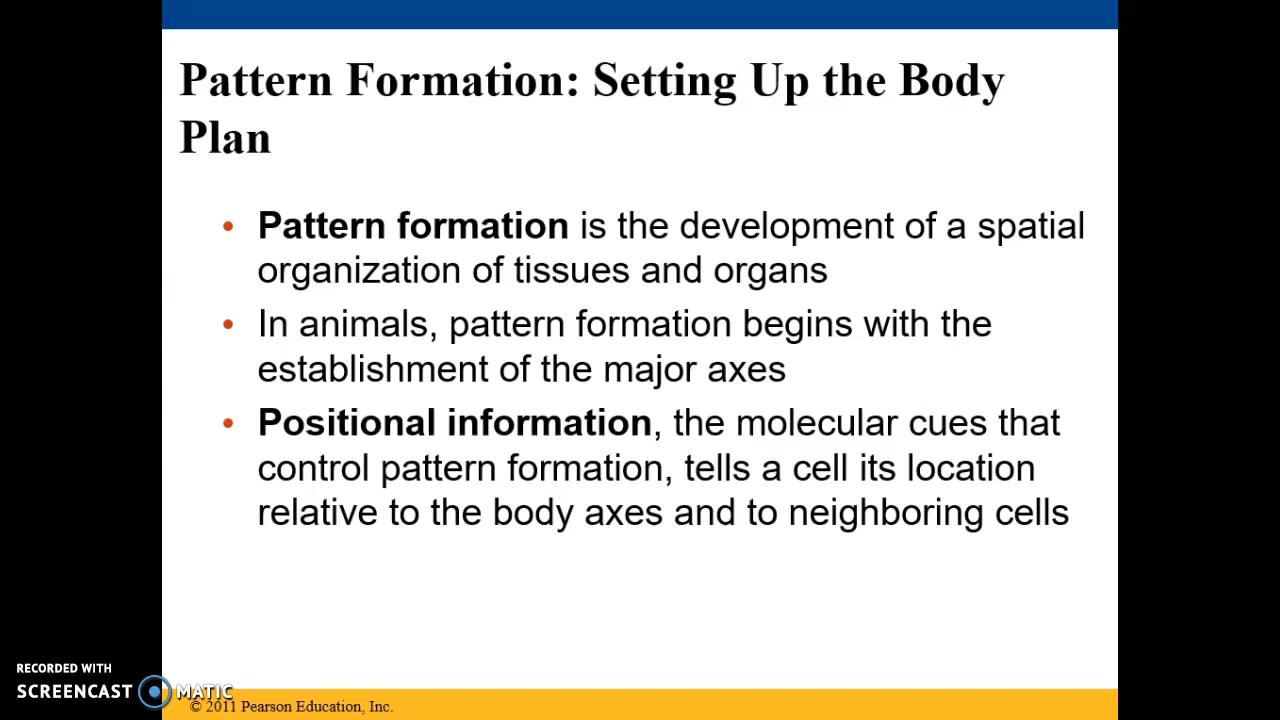 Pattern Formation: Setting Up the Body
Plan
• Pattern formation is the development of a spatial
organization of tissues and organs
• In animals, pattern formation begins with the
establishment of the major axes
• Positional information, the molecular cues that
control pattern formation, tells a cell its location
relative to the body axes and to neighboring cells
RECORDED WITH
SCREENCAST MATIC
© 2011 Pearson Education, Inc.